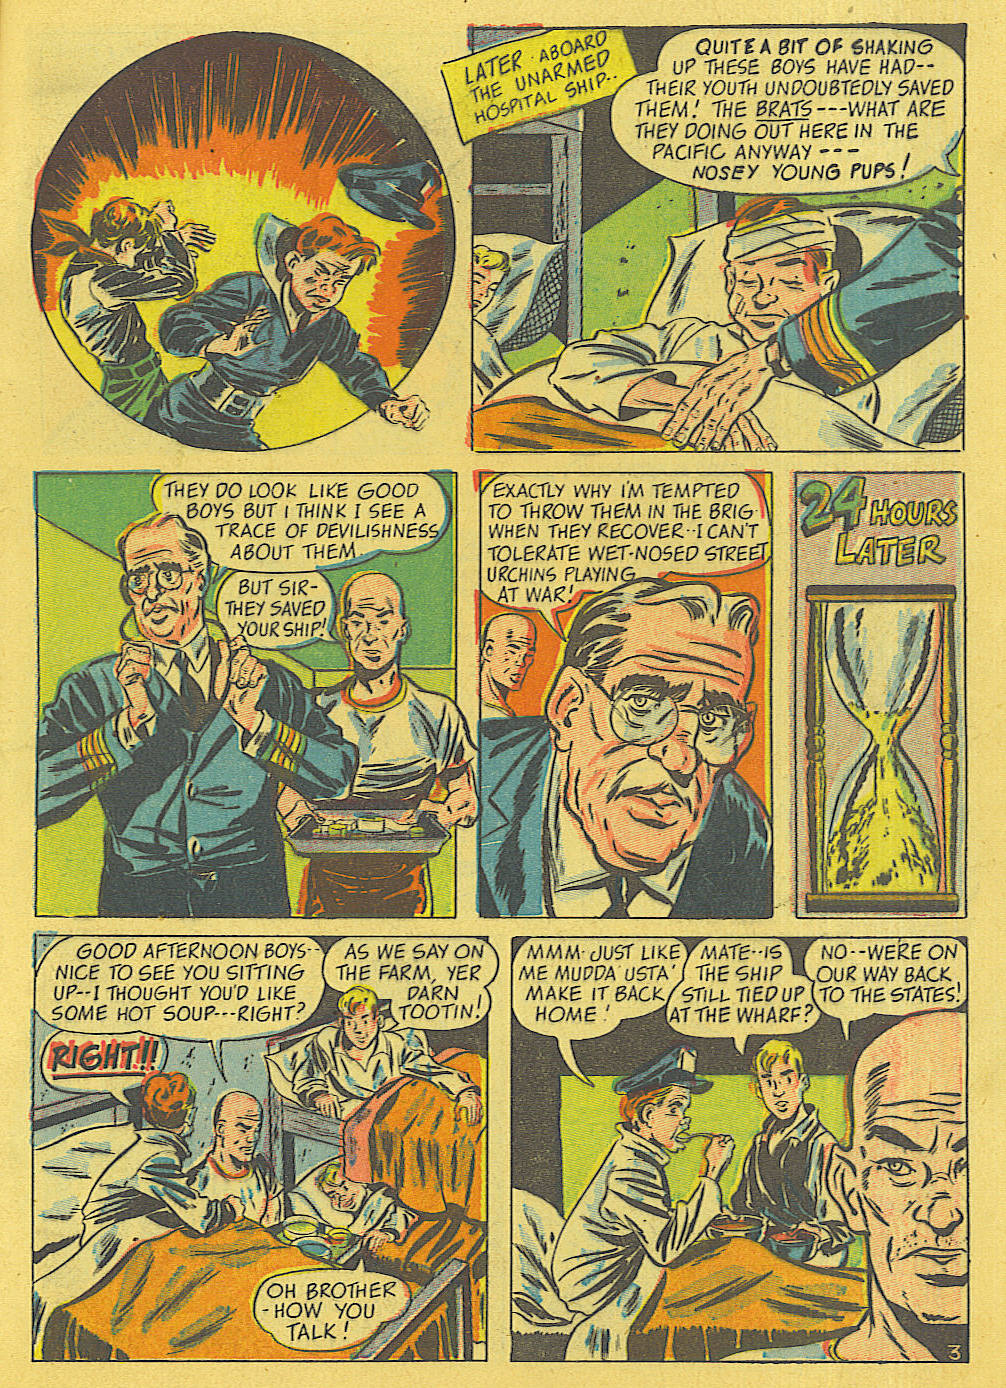 LATER ABOARD
THE UNARMED
HOSPITAL SHIP..
QUITE A BIT OF SHAKING
UP THESE BOYS HAVE HAD--
THEIR YOUTH UNDOUBTEDLY SAVED
THEM! THE BRATS---WHAT ARE
THEY DOING OUT HERE IN THE
PACIFIC ANYWAY---
NOSEY YOUNG PUPS!
THEY DO LOOK LIKE GOOD
BOYS BUT I THINK I SEE A
TRACE OF DEVILISHNESS
ABOUT THEM.
BUT SIR-
THEY SAVED
YOUR SHIP!
EXACTLY WHY I'M TEMPTED
TO THROW THEM IN THE BRIG-
WHEN THEY RECOVER--I CAN'T
TOLERATE WET-NOSED STREET
URCHINS PLAYING
AT WAR!
24 HOURS
LATER
GOOD AFTERNOON BOYS--
NICE TO SEE YOU SITTING
UP--I THOUGHT YOU'D LIKE
SOME HOT SOUP---RIGHT?
RIGHT!!
AS WE SAY ON
THE FARM, YER
DARN
TOOTIN!
OH BROTHER
-HOW YOU
TALK!
MMM-JUST LIKE
ME MUDDA USTA'
MAKE IT BACK
HOME!
MATE--IS
THE SHIP
STILL TIED UP
AT THE WHARF?
NO--WE'RE ON
OUR WAY BACK
TO THE STATES!
3